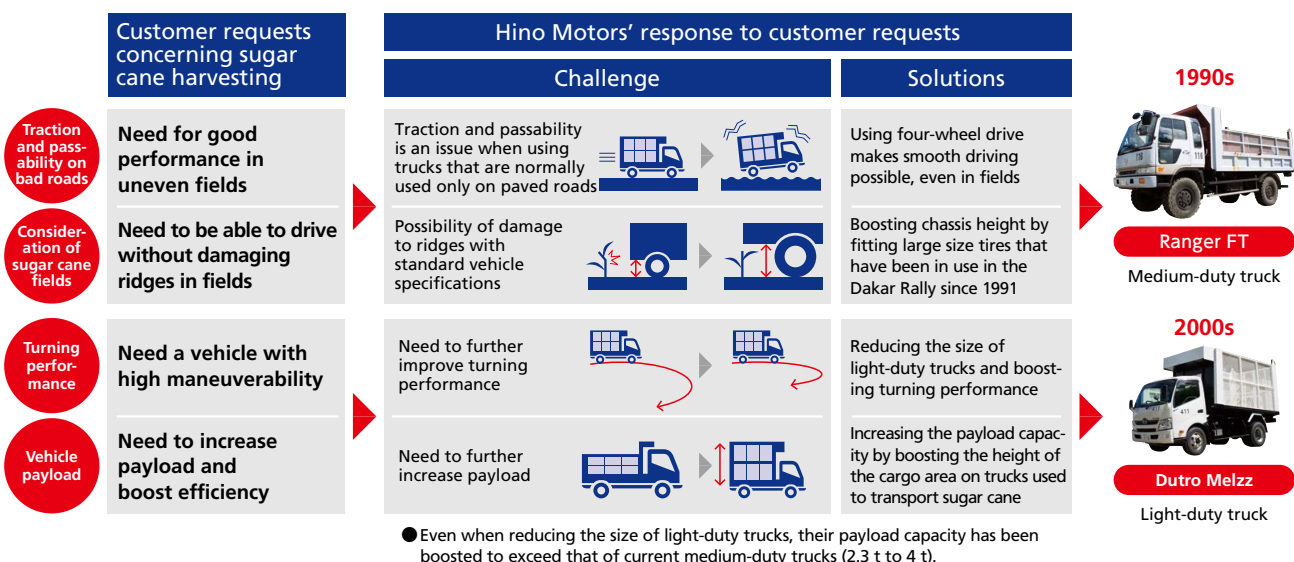 Customer requests
concerning sugar
cane harvesting
Hino Motors’ response to customer requests
Challenge
Solutions
Traction
and pass-
ability on
bad roads
Need for good
performance in
uneven fields
Traction and passability
is an issue when using
trucks that are normally
used only on paved roads
Using four-wheel drive
makes smooth driving
possible, even in fields
Consider-
ation of
sugar cane
fields
Need to be able to drive
without damaging
ridges in fields
Possibility of damage
to ridges with
standard vehicle
specifications
Boosting chassis height by
fitting large size tires that
have been in use in the
Dakar Rally since 1991
1990s
116
116
Ranger FT
Medium-duty truck
Turning
perfor-
mance
Need a vehicle with
high maneuverability
Need to further
improve turning
performance
Reducing the size of
light-duty trucks and boost-
ing turning performance
Vehicle
payload
Need to increase
payload and
boost efficiency
Need to further
increase payload
Increasing the payload capac-
ity by boosting the height of
the cargo area on trucks used
to transport sugar cane
2000s
411
Dutro Melzz
Light-duty truck
●Even when reducing the size of light-duty trucks, their payload capacity has been
boosted to exceed that of current medium-duty trucks (2.3 t to 4 t).